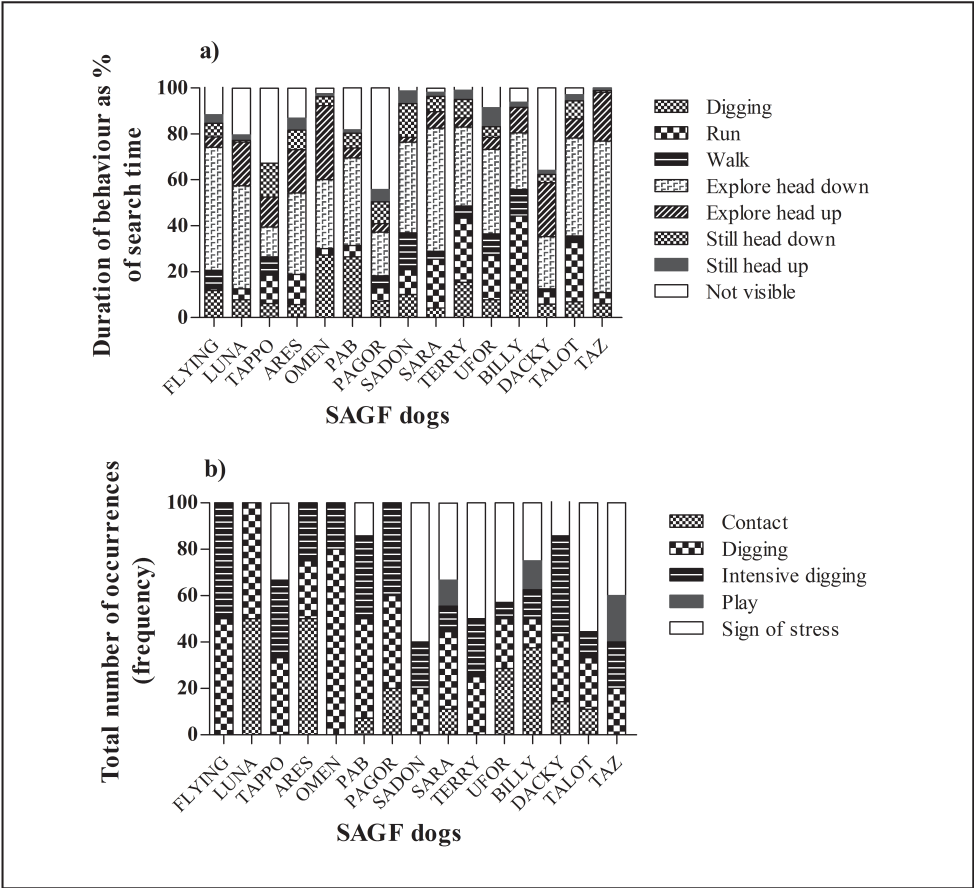 a)
Duration of behaviour as %
of search time
100
80
60
40
20
0
FLYING
LUNA
TAPPO
ARES
OMEN
PAB
PAGOR
SADON
SARA
TERRY
UFOR
BILLY
DACKY
TALOT
TAZ
SAGF dogs
Digging
Run
Walk
Explore head down
Explore head up
Still head down
Still head up
Not visible
b)
Total number of occurrences
(frequency)
100
80
60
40
20
0
FLYING
LUNA
TAPPO
ARES
OMEN
PAB
PAGOR
SADON
SARA
TERRY
UFOR
BILLY
DACKY
TALOT
TAZ
SAGF dogs
Contact
Digging
Intensive digging
Play
Sign of stress